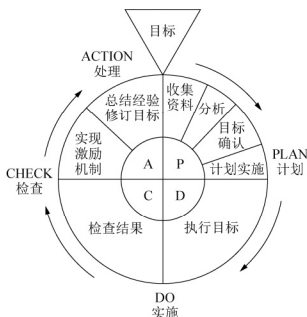 目标
ACTION
处理
收集
资料
分析
目标
确认
计划实施
PLAN
计划
总结经验
修订目标
实现
激励
机制
A
P
C
D
CHECK
检查
检查结果
执行目标
DO
实施